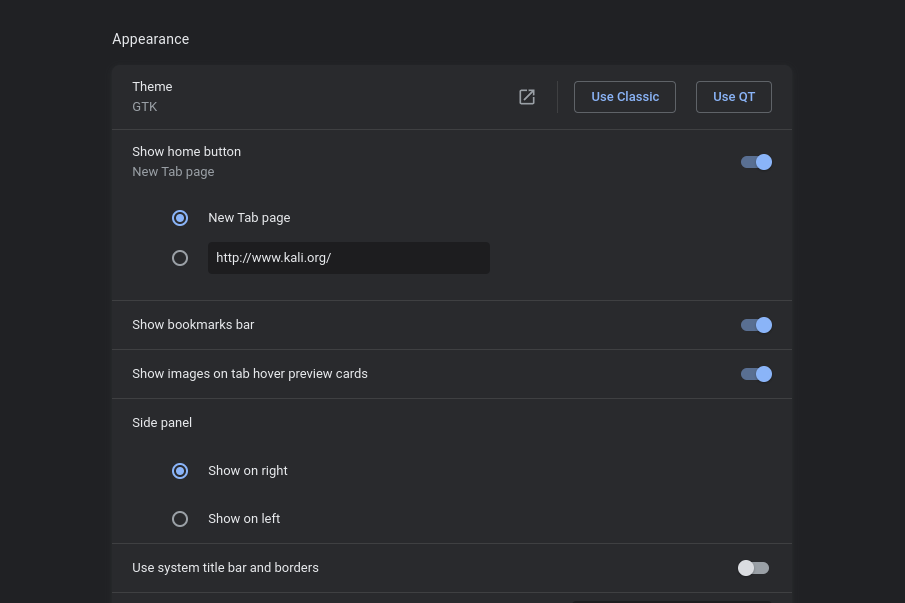 Appearance
Theme
GTK
Use Classic
Use QT
Show home button
New Tab page
New Tab page
http://www.kali.org/
Show bookmarks bar
Show images on tab hover preview cards
Side panel
Show on right
Show on left
Use system title bar and borders